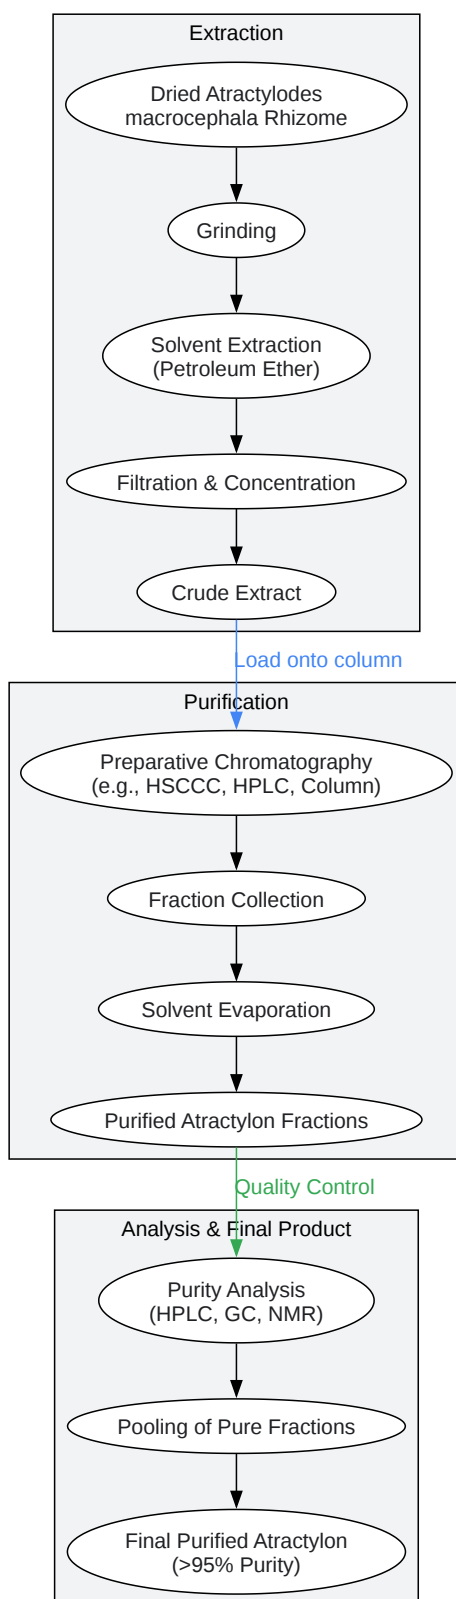 Extraction
Dried Atractylodes
macrocephala Rhizome
Grinding
Solvent Extraction
(Petroleum Ether)
Filtration & Concentration
Crude Extract
Load onto column
Purification
Preparative Chromatography
(e.g., HSCCC, HPLC, Column)
Fraction Collection
Solvent Evaporation
Purified Atractylon Fractions
Quality Control
Analysis & Final Product
Purity Analysis
(HPLC, GC, NMR)
Pooling of Pure Fractions
Final Purified Atractylon
(>95% Purity)